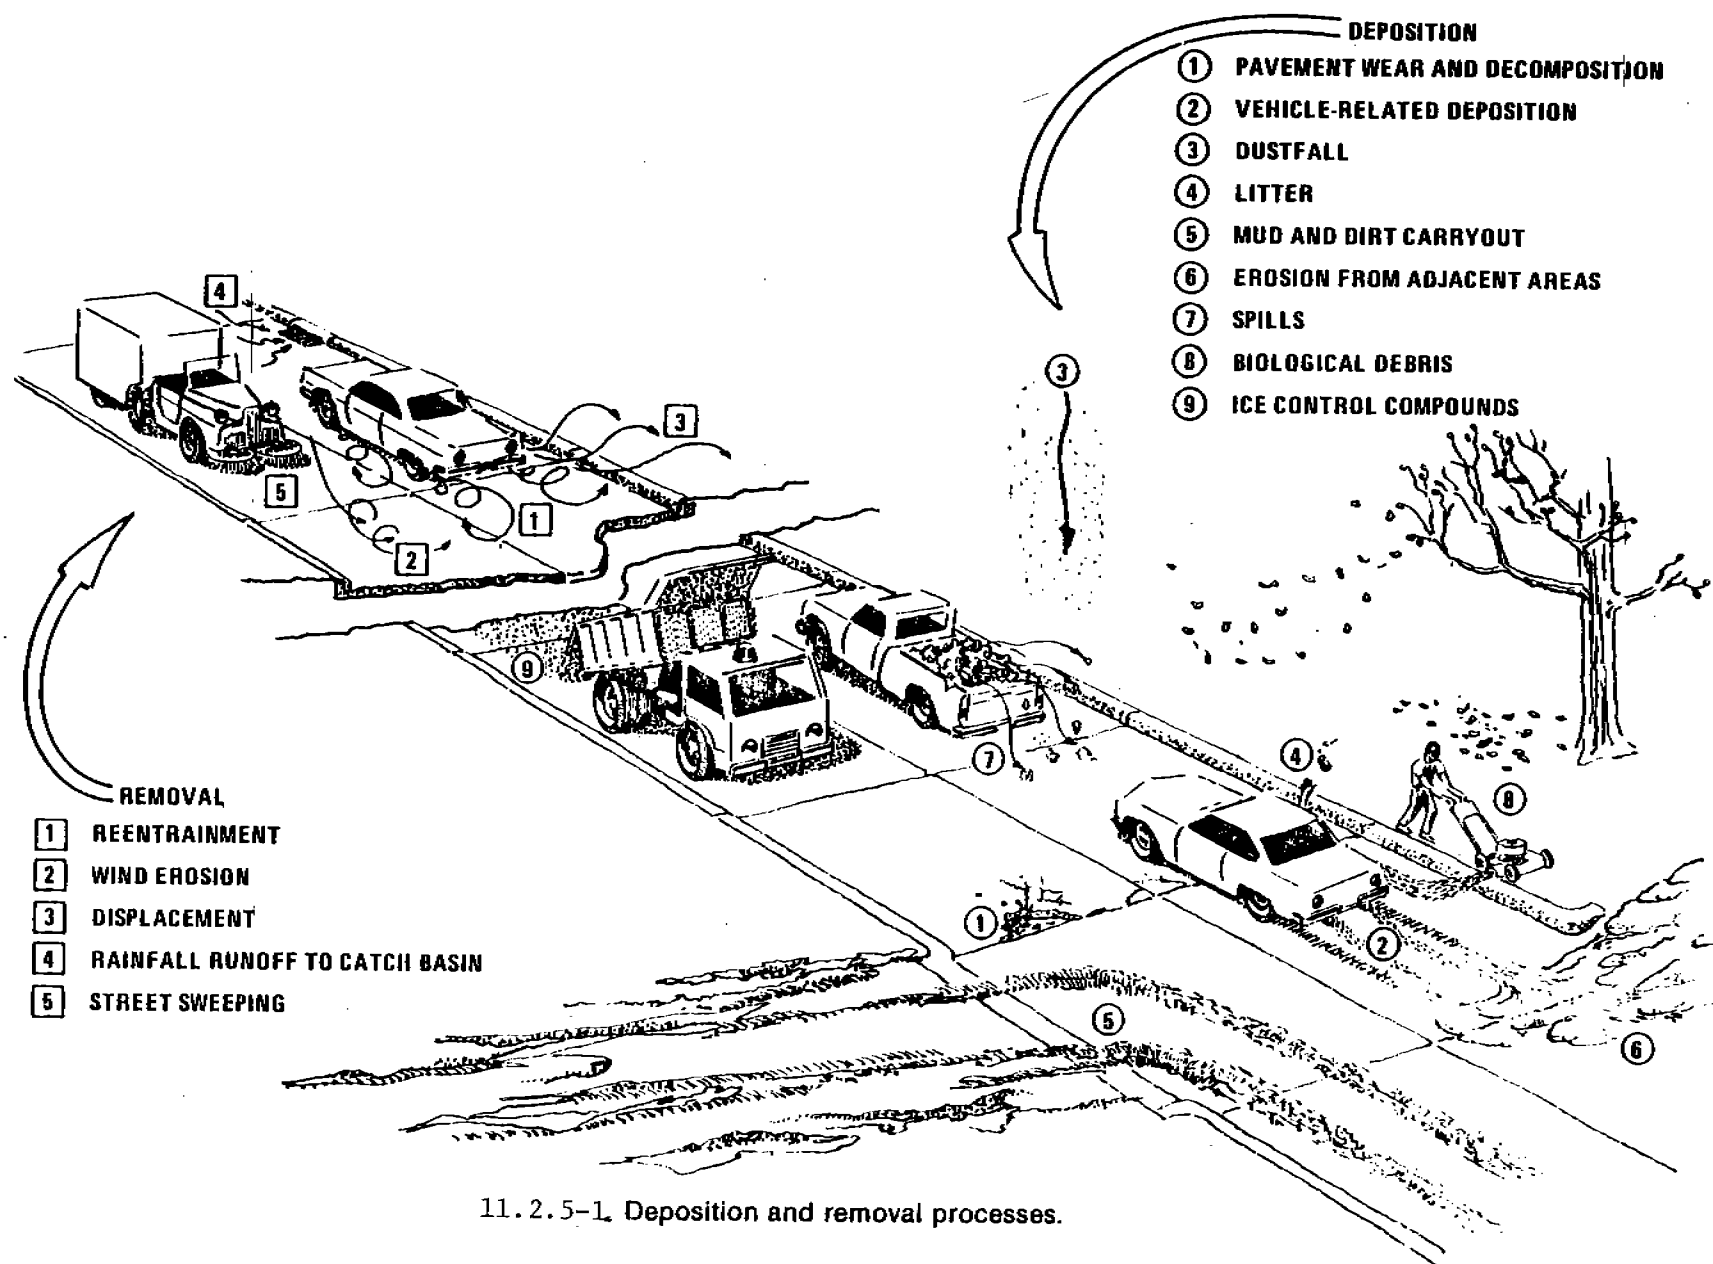 DEPOSITION
① PAVEMENT WEAR AND DECOMPOSITION
② VEHICLE-RELATED DEPOSITION
③ DUSTFALL
④ LITTER
⑤ MUD AND DIRT CARRYOUT
⑥ EROSION FROM ADJACENT AREAS
⑦ SPILLS
⑧ BIOLOGICAL DEBRIS
⑨ ICE CONTROL COMPOUNDS
4
3
5
1
2
③
⑨
⑦
④
⑧
①
②
⑤
⑥
REMOVAL
1 REENTRAINMENT
2 WIND EROSION
3 DISPLACEMENT
4 RAINFALL RUNOFF TO CATCH BASIN
5 STREET SWEEPING
11.2.5-1. Deposition and removal processes.